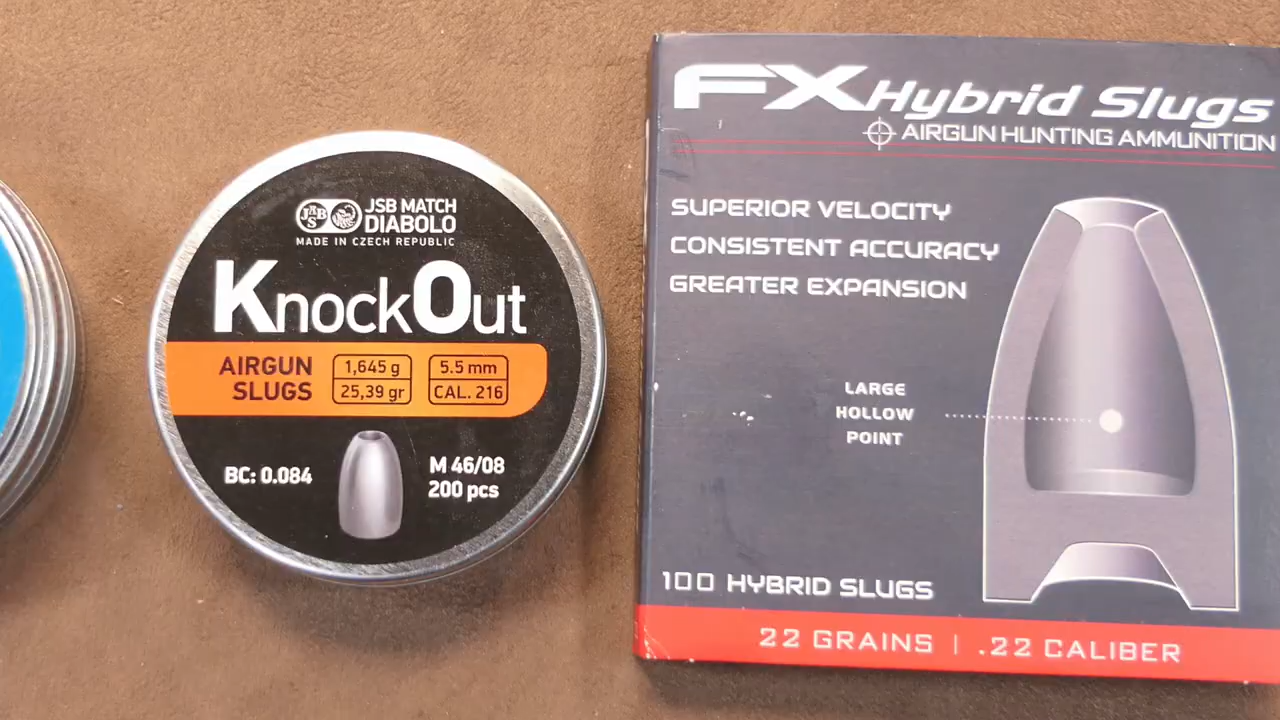 JSB
JSB MATCH
DIABOLO
MADE IN CZECH REPUBLIC
KnockOut
AIRGUN
SLUGS
1,645 g
25,39 gr
5.5 mm
CAL. 216
BC: 0.084
M 46/08
200 pcs
FX Hybrid Slugs
AIRGUN HUNTING AMMUNITION
SUPERIOR VELOCITY
CONSISTENT ACCURACY
GREATER EXPANSION
LARGE
HOLLOW
POINT
100 HYBRID SLUGS
22 GRAINS | .22 CALIBER